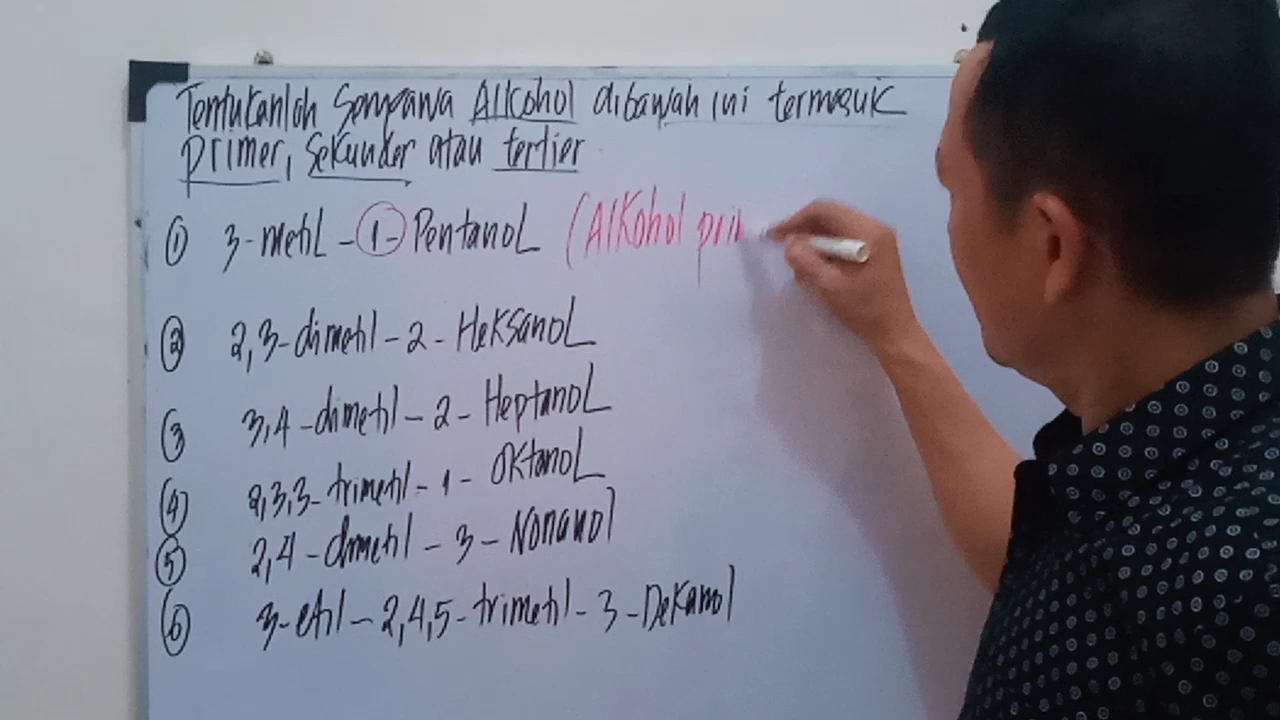 Tentukanlah Senyawa Alkohol dibawah ini termasuk
primer, Sekunder atau tertier
① 3-metil-1-Pentanol (Alkohol prim
② 2,3-dimetil-2-Heksanol
③ 3,4-dimetil-2-Heptanol
④ 2,3,3-trimetil-1-Oktanol
⑤ 2,4-dimetil-3-Nonanol
⑥ 3-etil-2,4,5-trimetil-3-Dekanol